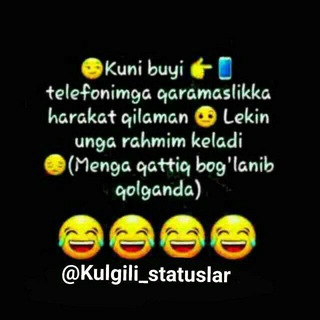 😏Kuni buyi 👉📱
telefonimga qaramaslikka
harakat qilaman 😐 Lekin
unga rahmim keladi
😔(Menga qattiq bog'lanib
qolganda)
😂😂😂😂
@Kulgili_statuslar